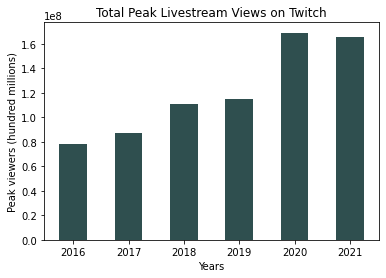 Total Peak Livestream Views on Twitch
1e8
Peak viewers (hundred millions)
1.6
1.4
1.2
1.0
0.8
0.6
0.4
0.2
0.0
2016 2017 2018 2019 2020 2021
Years